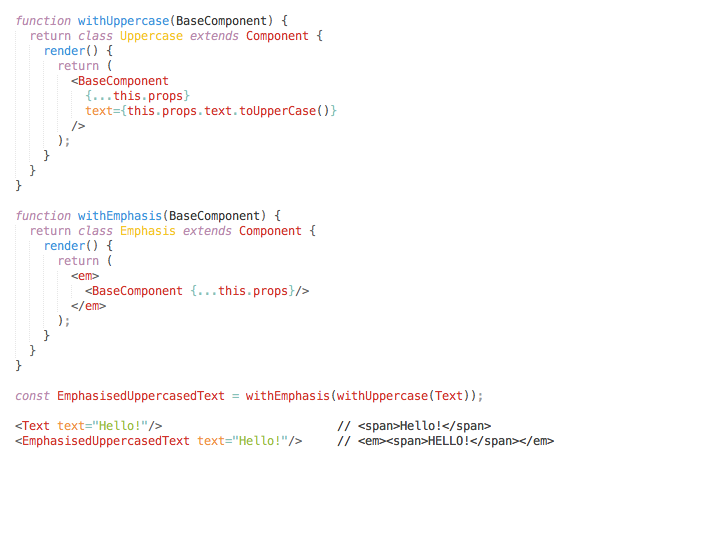 function withUppercase(BaseComponent) {
  return class Uppercase extends Component {
    render() {
      return (
        <BaseComponent
          {...this.props}
          text={this.props.text.toUpperCase()}
        />
      );
    }
  }
}

function withEmphasis(BaseComponent) {
  return class Emphasis extends Component {
    render() {
      return (
        <em>
          <BaseComponent {...this.props}/>
        </em>
      );
    }
  }
}

const EmphasisedUppercasedText = withEmphasis(withUppercase(Text));

<Text text="Hello!"/>                         // <span>Hello!</span>
<EmphasisedUppercasedText text="Hello!"/>     // <em><span>HELLO!</span></em>